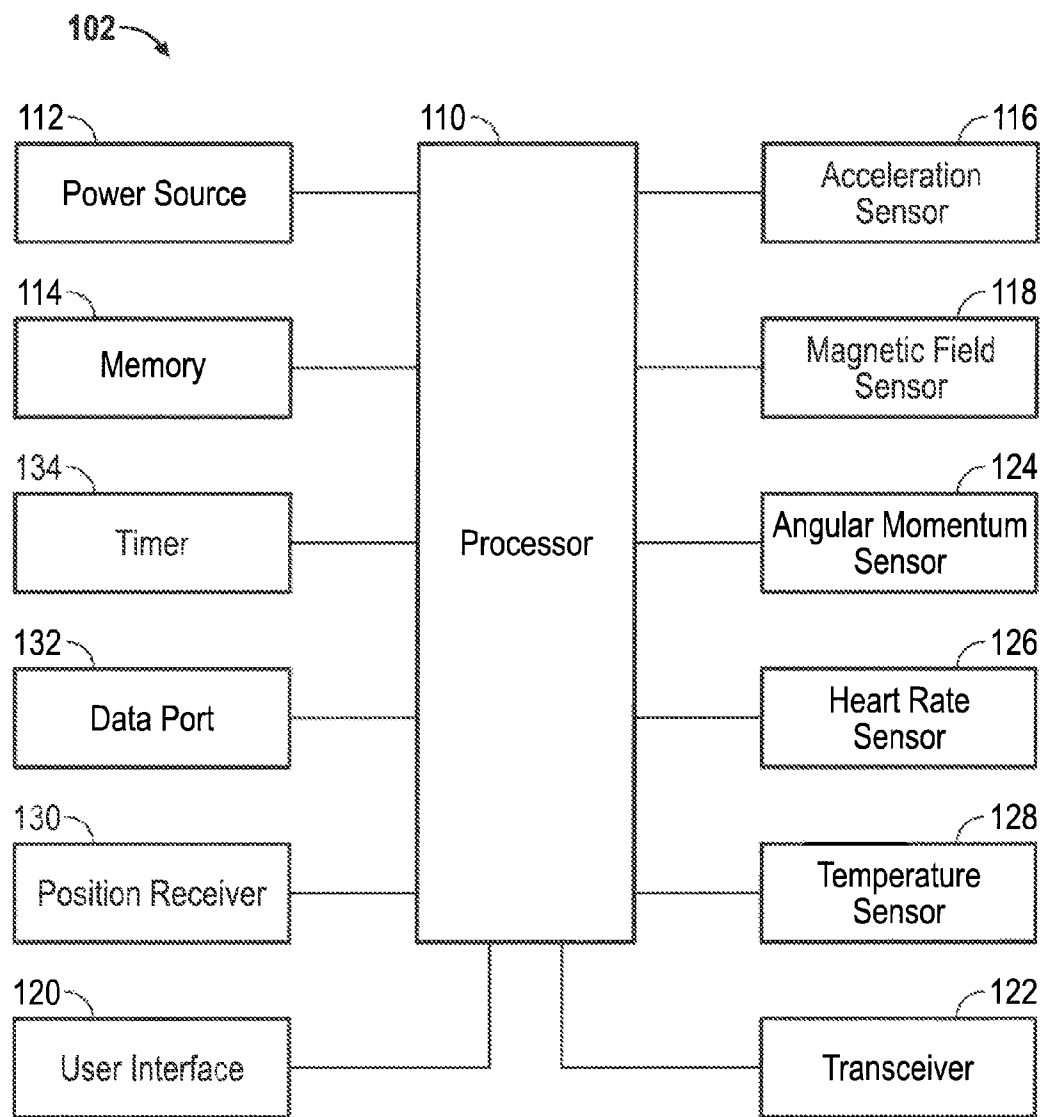 102
112
Power Source
110
Processor
116
Acceleration
Sensor
114
Memory
118
Magnetic Field
Sensor
134
Timer
124
Angular Momentum
Sensor
132
Data Port
126
Heart Rate
Sensor
130
Position Receiver
128
Temperature
Sensor
120
User Interface
122
Transceiver